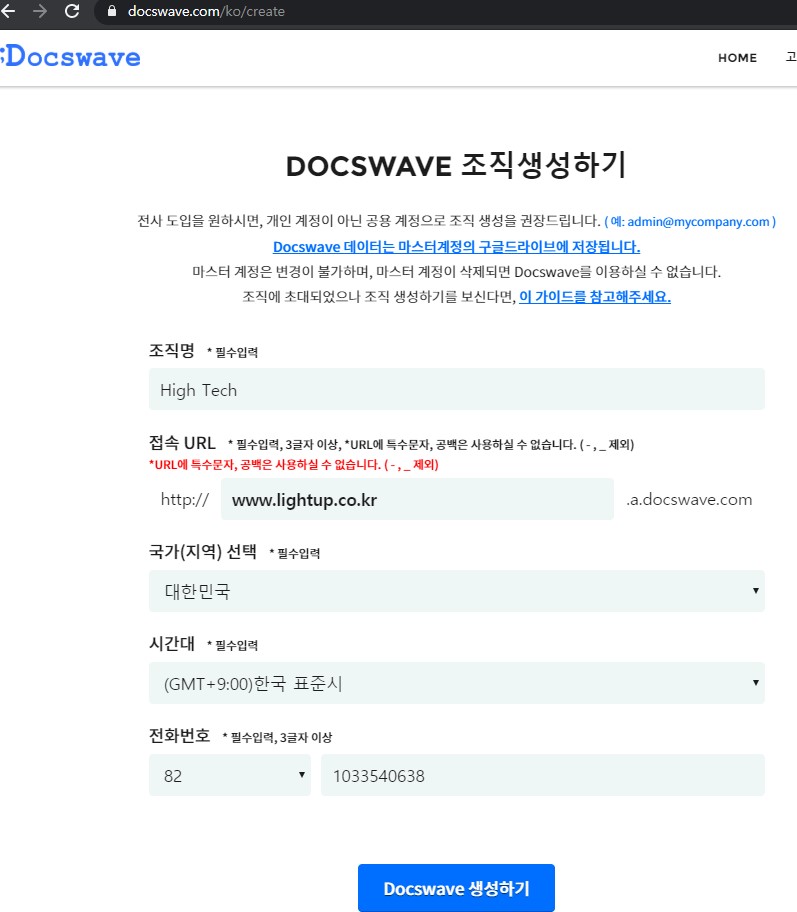 docswave.com/ko/create
Docswave
HOME 고
DOCSWAVE 조직생성하기
전사 도입을 원하시면, 개인 계정이 아닌 공용 계정으로 조직 생성을 권장드립니다. ( 예: admin@mycompany.com )
Docswave 데이터는 마스터계정의 구글드라이브에 저장됩니다.
마스터 계정은 변경이 불가하며, 마스터 계정이 삭제되면 Docswave를 이용하실 수 없습니다.
조직에 초대되었으나 조직 생성하기를 보신다면, 이 가이드를 참고해주세요.
조직명 * 필수입력
High Tech
접속 URL * 필수입력, 3글자 이상, *URL에 특수문자, 공백은 사용하실 수 없습니다. ( - , _ 제외)
*URL에 특수문자, 공백은 사용하실 수 없습니다. ( - , _ 제외)
http:// www.lightup.co.kr .a.docswave.com
국가(지역) 선택 * 필수입력
대한민국
시간대 * 필수입력
(GMT+9:00)한국 표준시
전화번호 * 필수입력, 3글자 이상
82 1033540638
Docswave 생성하기